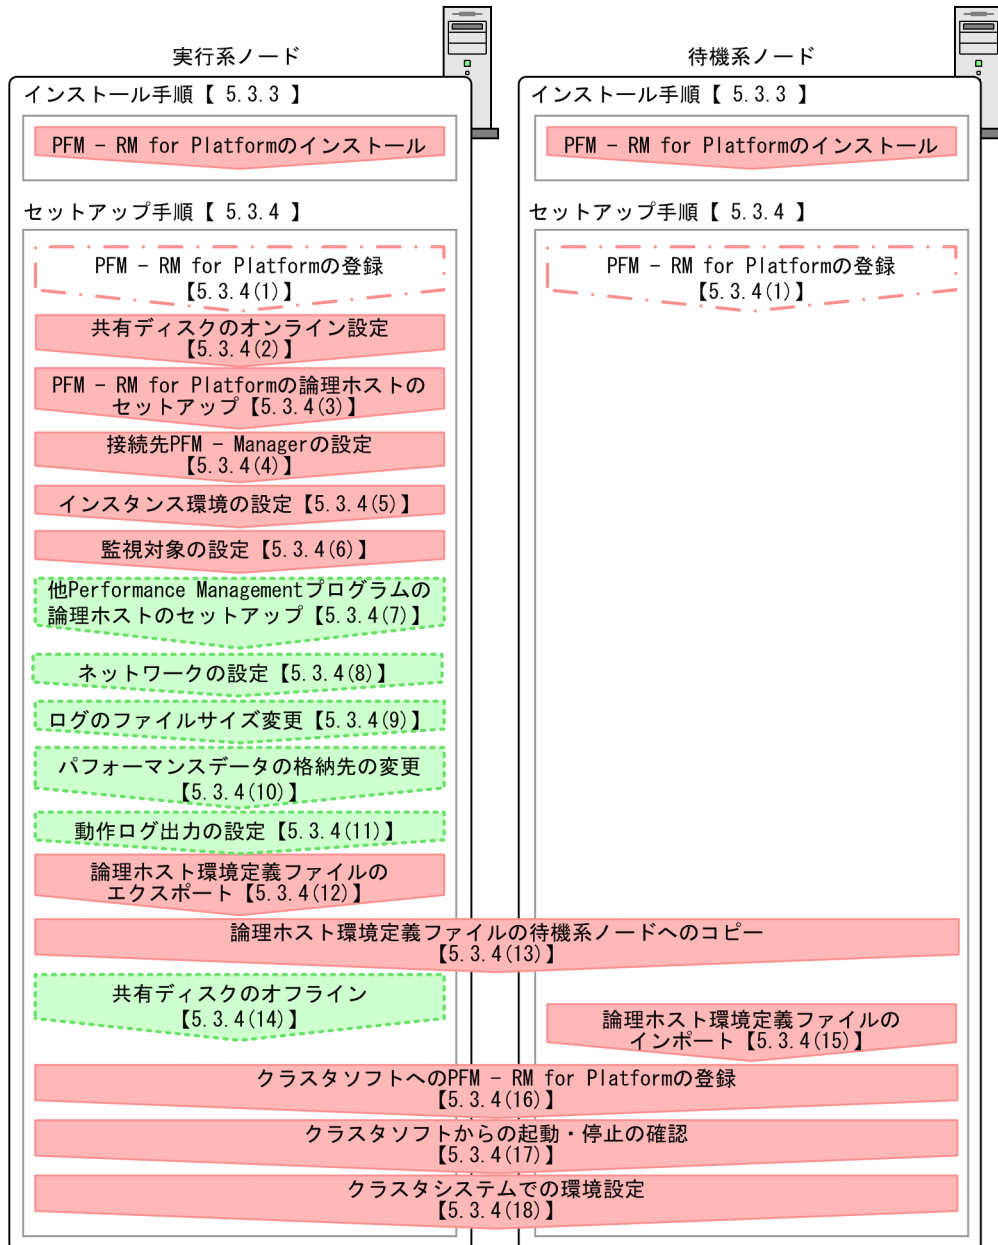 実行系ノード
待機系ノード
インストール手順【 5.3.3 】
インストール手順【 5.3.3 】
PFM − RM for Platformのインストール
PFM − RM for Platformのインストール
セットアップ手順【 5.3.4 】
セットアップ手順【 5.3.4 】
PFM − RM for Platformの登録
【5.3.4(1)】
PFM − RM for Platformの登録
【5.3.4(1)】
共有ディスクのオンライン設定
【5.3.4(2)】
PFM − RM for Platformの論理ホストの
セットアップ【5.3.4(3)】
接続先PFM − Managerの設定
【5.3.4(4)】
インスタンス環境の設定【5.3.4(5)】
監視対象の設定【5.3.4(6)】
他Performance Managementプログラムの
論理ホストのセットアップ【5.3.4(7)】
ネットワークの設定【5.3.4(8)】
ログのファイルサイズ変更【5.3.4(9)】
パフォーマンスデータの格納先の変更
【5.3.4(10)】
動作ログ出力の設定【5.3.4(11)】
論理ホスト環境定義ファイルの
エクスポート【5.3.4(12)】
論理ホスト環境定義ファイルの待機系ノードへのコピー
【5.3.4(13)】
共有ディスクのオフライン
【5.3.4(14)】
論理ホスト環境定義ファイルの
インポート【5.3.4(15)】
クラスタソフトへのPFM − RM for Platformの登録
【5.3.4(16)】
クラスタソフトからの起動・停止の確認
【5.3.4(17)】
クラスタシステムでの環境設定
【5.3.4(18)】